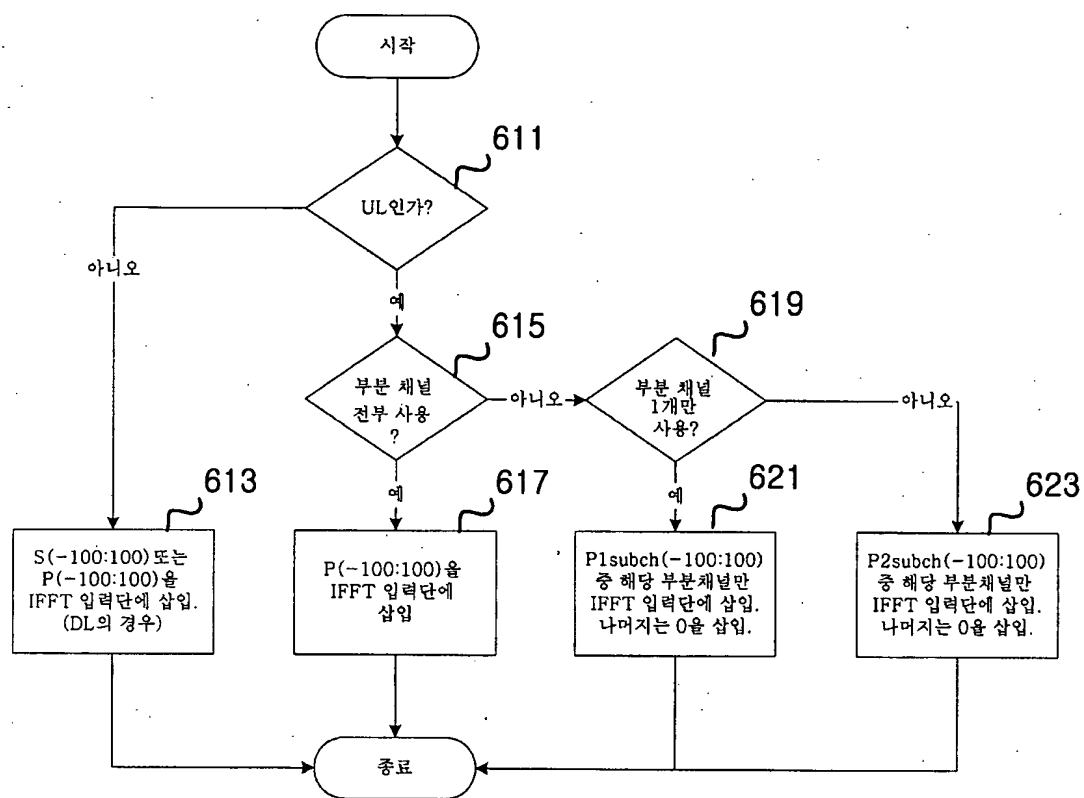 시작
611
UL인가?
아니오
예
615
619
부분 채널
전부 사용
?
아니오
부분 채널
1개만
사용?
아니오
예
예
613
617
621
623
S(-100:100) 또는
P(-100:100)을
IFFT 입력단에 삽입.
(DL의 경우)
P(-100:100)을
IFFT 입력단에
삽입
P1subch(-100:100)
중 해당 부분채널만
IFFT 입력단에 삽입.
나머지는 0을 삽입.
P2subch(-100:100)
중 해당 부분채널만
IFFT 입력단에 삽입.
나머지는 0을 삽입.
종료